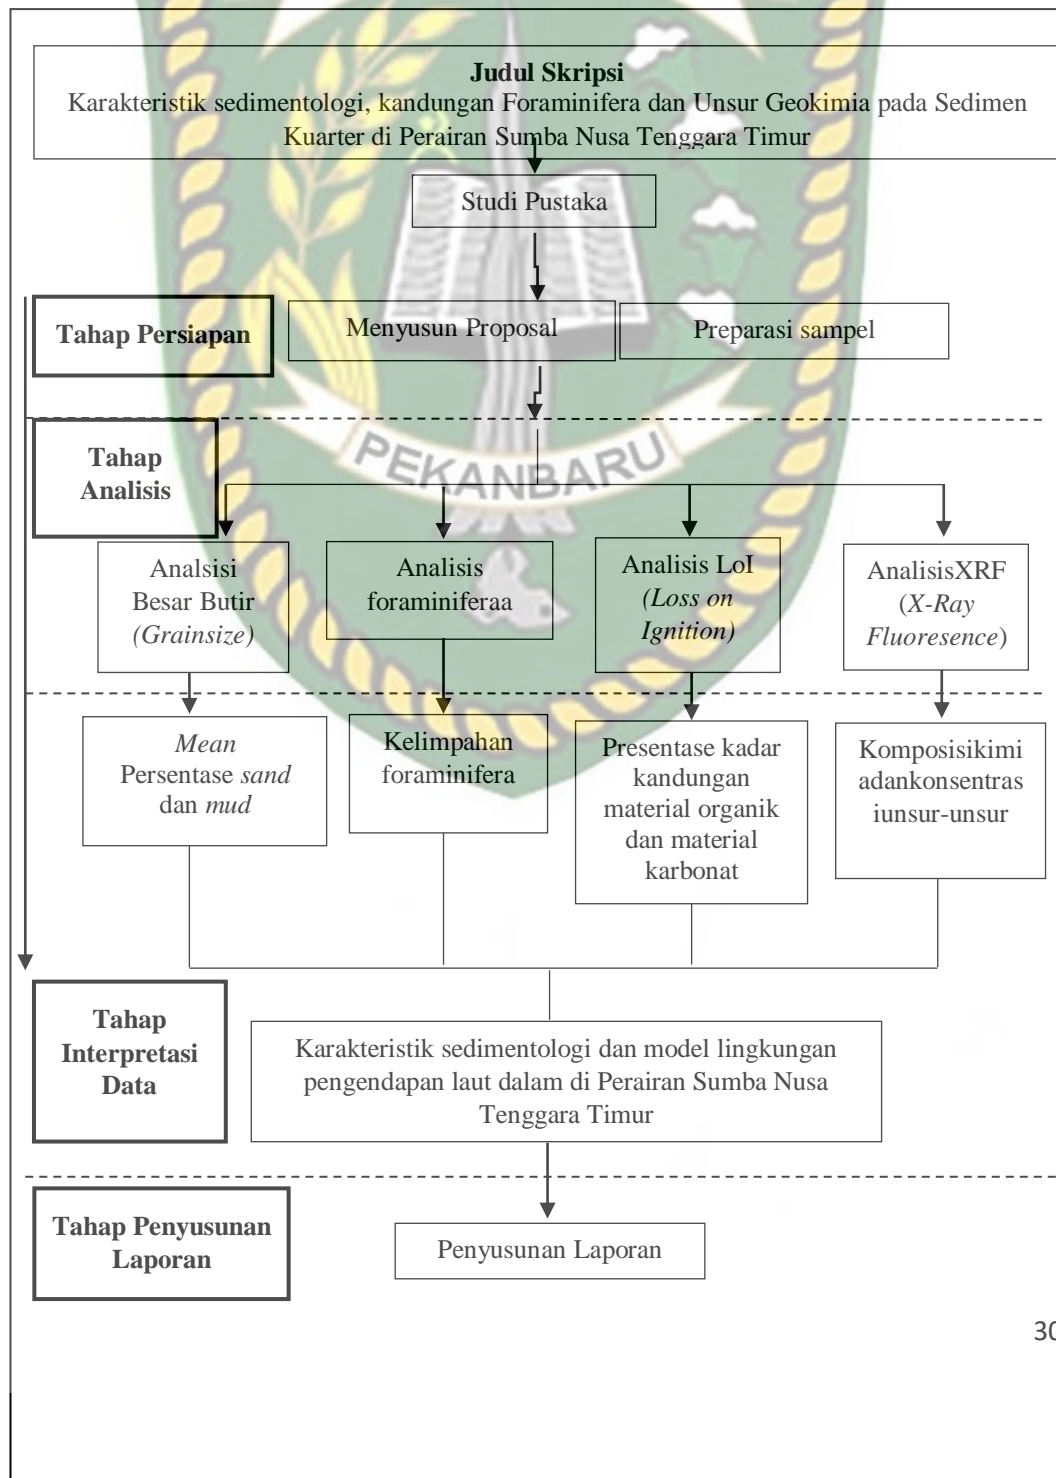 Judul Skripsi
Karakteristik sedimentologi, kandungan Foraminifera dan Unsur Geokimia pada Sedimen
Kuarter di Perairan Sumba Nusa Tenggara Timur
Studi Pustaka
Tahap Persiapan
Menyusun Proposal
Preparasi sampel
Tahap
Analisis
PEKANBARU
Analsisi
Besar Butir
(Grainsize)
Analisis
foraminiferaa
Analisis LoI
(Loss on
Ignition)
AnalisisXRF
(X-Ray
Fluoresence)
Mean
Persentase sand
dan mud
Kelimpahan
foraminifera
Presentase kadar
kandungan
material organik
dan material
karbonat
Komposisikimi
adankonsentras
iunsur-unsur
Tahap
Interpretasi
Data
Karakteristik sedimentologi dan model lingkungan
pengendapan laut dalam di Perairan Sumba Nusa
Tenggara Timur
Tahap Penyusunan
Laporan
Penyusunan Laporan
30